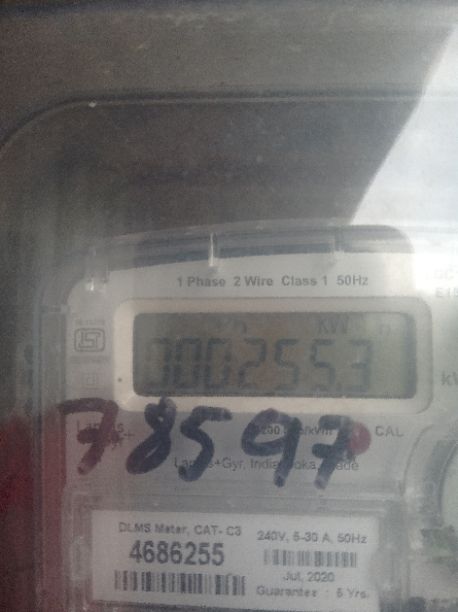 1 Phase 2 Wire Class 1 50Hz
KW h
000255.3
CAL
78597
DLMS Meter, CAT- C3
240V, 5-30 A, 50Hz
4686255
Jul, 2020
Guarantee : 5 Yrs.